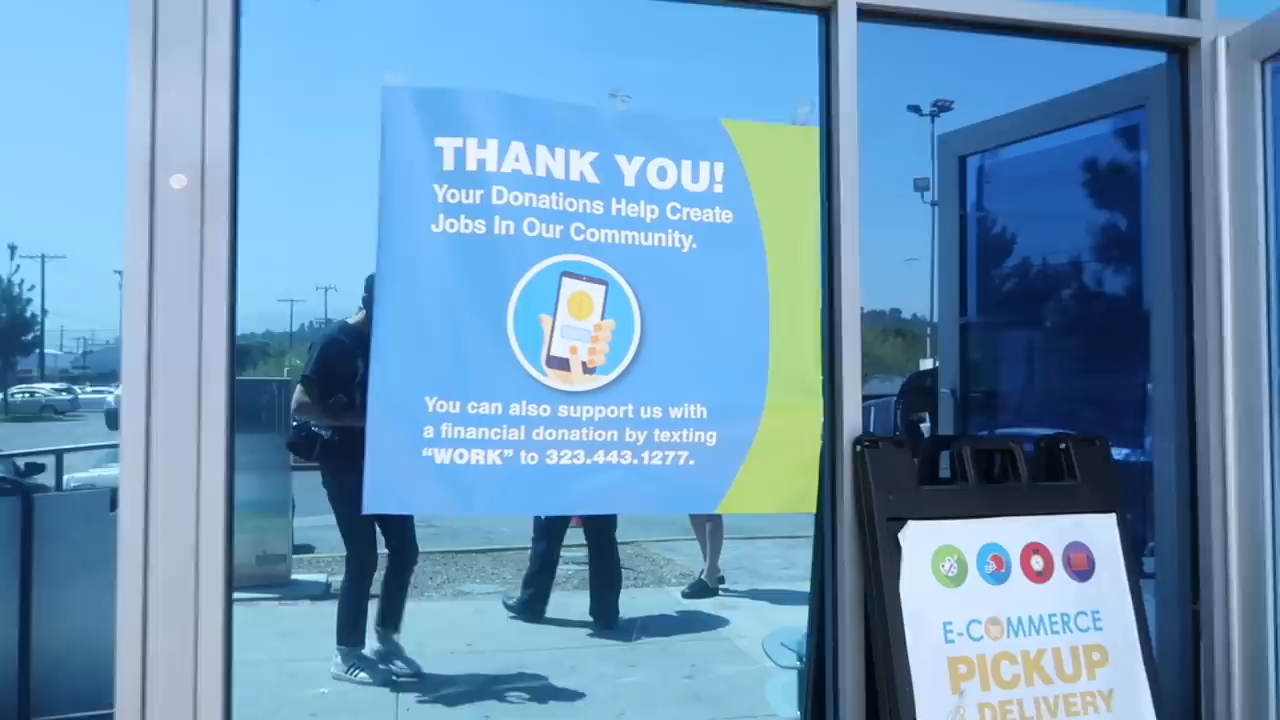 THANK YOU!
Your Donations Help Create
Jobs In Our Community.
You can also support us with
a financial donation by texting
“WORK” to 323.443.1277.
E-COMMERCE
PICKUP
& DELIVERY